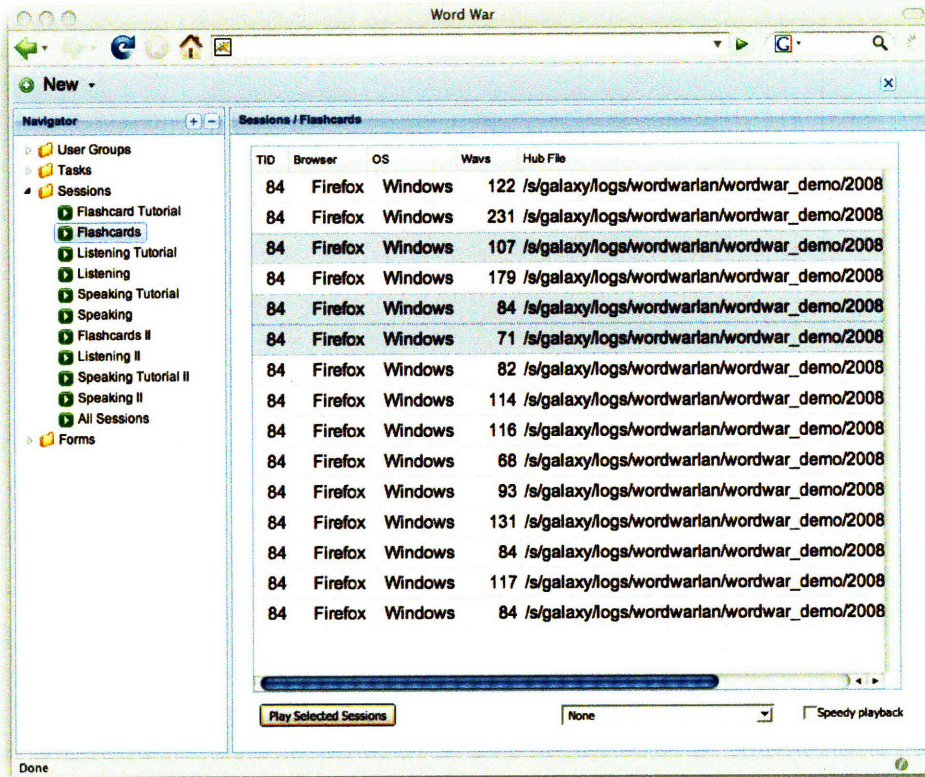 Word War
G
New
Navigator
User Groups
Tasks
Sessions
Flashcard Tutorial
Flashcards
Listening Tutorial
Listening
Speaking Tutorial
Speaking
Flashcards II
Listening II
Speaking Tutorial II
Speaking II
All Sessions
Forms
Sessions / Flashcards
TID Browser OS Wavs Hub File
84 Firefox Windows 122 /s/galaxy/logs/wordwarlan/wordwar_demo/2008
84 Firefox Windows 231 /s/galaxy/logs/wordwarlan/wordwar_demo/2008
84 Firefox Windows 107 /s/galaxy/logs/wordwarlan/wordwar_demo/2008
84 Firefox Windows 179 /s/galaxy/logs/wordwarlan/wordwar_demo/2008
84 Firefox Windows 84 /s/galaxy/logs/wordwarlan/wordwar_demo/2008
84 Firefox Windows 71 /s/galaxy/logs/wordwarlan/wordwar_demo/2008
84 Firefox Windows 82 /s/galaxy/logs/wordwarlan/wordwar_demo/2008
84 Firefox Windows 114 /s/galaxy/logs/wordwarlan/wordwar_demo/2008
84 Firefox Windows 116 /s/galaxy/logs/wordwarlan/wordwar_demo/2008
84 Firefox Windows 68 /s/galaxy/logs/wordwarlan/wordwar_demo/2008
84 Firefox Windows 93 /s/galaxy/logs/wordwarlan/wordwar_demo/2008
84 Firefox Windows 131 /s/galaxy/logs/wordwarlan/wordwar_demo/2008
84 Firefox Windows 84 /s/galaxy/logs/wordwarlan/wordwar_demo/2008
84 Firefox Windows 117 /s/galaxy/logs/wordwarlan/wordwar_demo/2008
84 Firefox Windows 84 /s/galaxy/logs/wordwarlan/wordwar_demo/2008
Play Selected Sessions None Speedy playback
Done